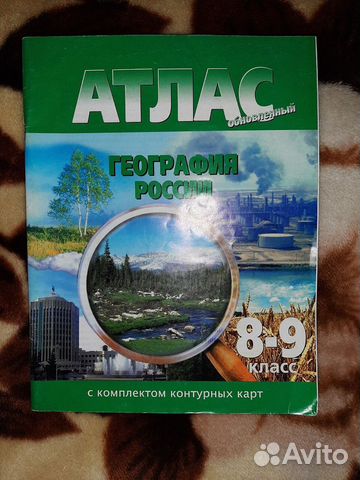 АТЛАС
обновленный
ГЕОГРАФИЯ
РОССИИ
8-9
класс
с комплектом контурных карт
Avito